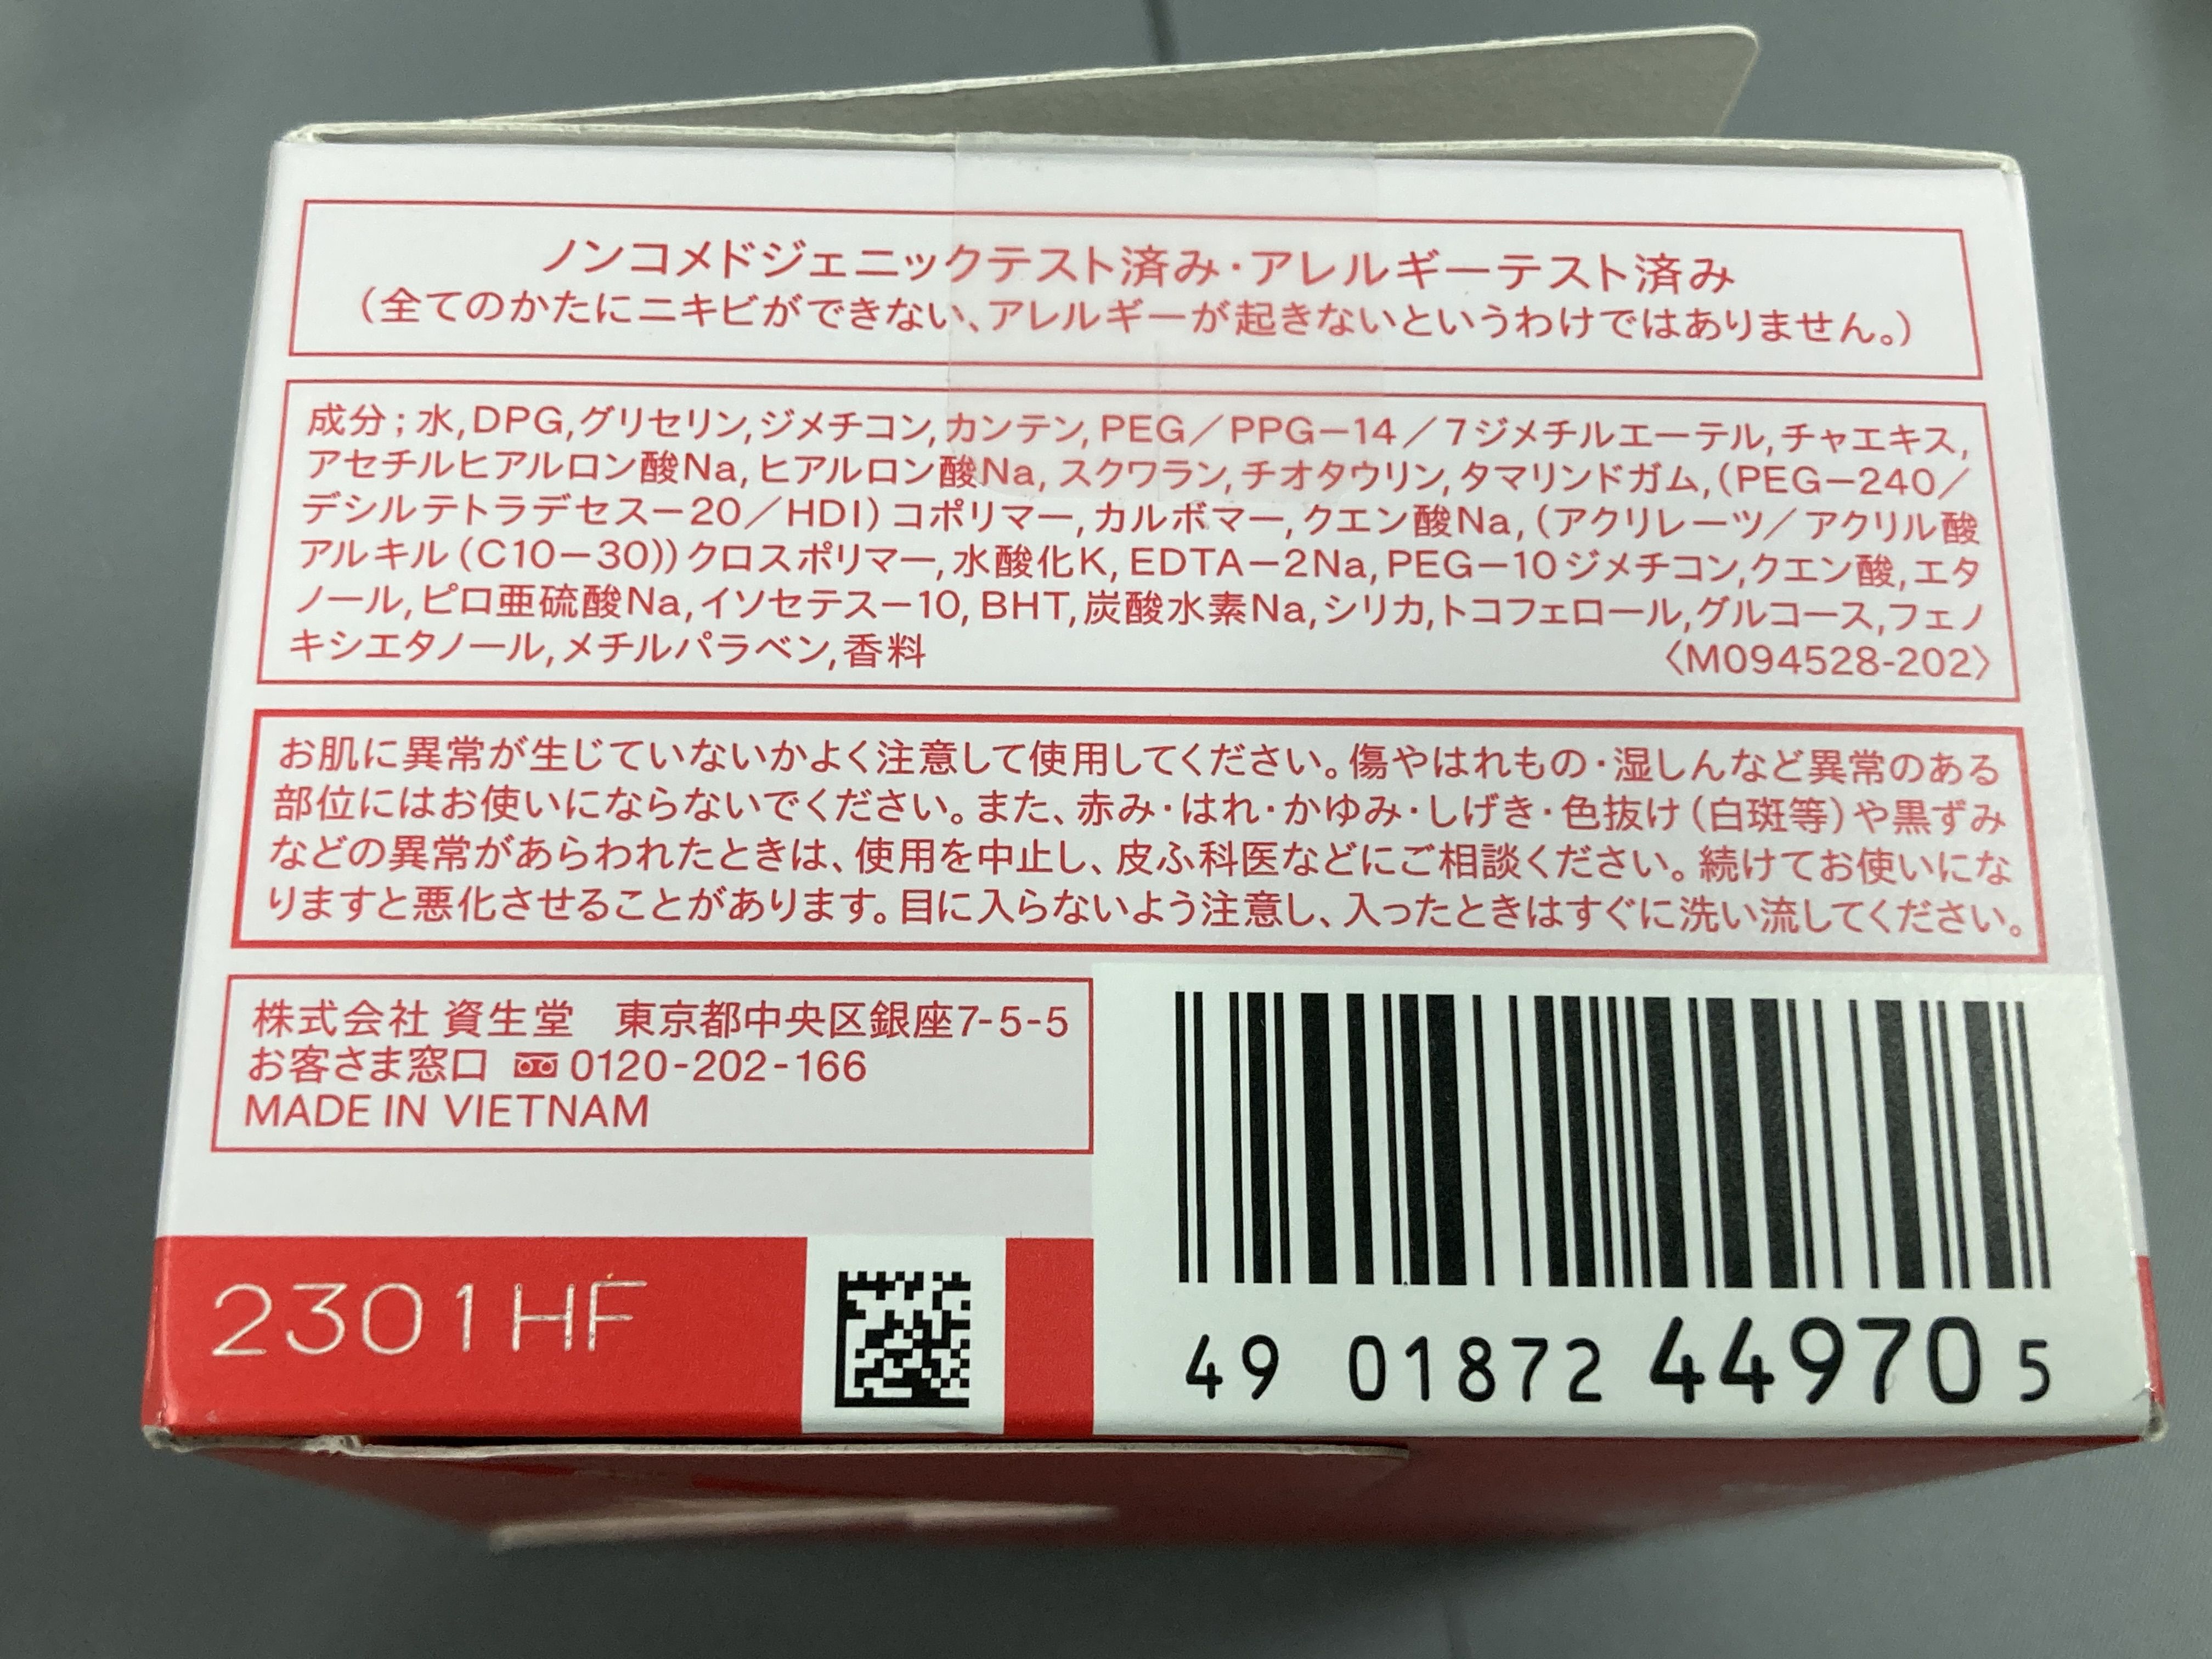 ノンコメドジェニックテスト済み・アレルギーテスト済み
（全てのかたにニキビができない、アレルギーが起きないというわけではありません。）
成分；水,DPG,グリセリン,ジメチコン,カンテン,PEG／PPG－14／7ジメチルエーテル,チャエキス,
アセチルヒアルロン酸Na,ヒアルロン酸Na,スクワラン,チオタウリン,タマリンドガム,（PEG－240／
デシルテトラデセス－20／HDI）コポリマー,カルボマー,クエン酸Na,（アクリレーツ／アクリル酸
アルキル（C10－30））クロスポリマー,水酸化K,EDTA－2Na,PEG－10ジメチコン,クエン酸,エタ
ノール,ピロ亜硫酸Na,イソセテス－10,BHT,炭酸水素Na,シリカ,トコフェロール,グルコース,フェノ
キシエタノール,メチルパラベン,香料 〈M094528-202〉
お肌に異常が生じていないかよく注意して使用してください。傷やはれもの・湿しんなど異常のある
部位にはお使いにならないでください。また、赤み・はれ・かゆみ・しげき・色抜け（白斑等）や黒ずみ
などの異常があらわれたときは、使用を中止し、皮ふ科医などにご相談ください。続けてお使いにな
りますと悪化させることがあります。目に入らないよう注意し、入ったときはすぐに洗い流してください。
株式会社 資生堂　東京都中央区銀座7-5-5
お客さま窓口 0120-202-166
MADE IN VIETNAM
2301HF
49 01872 44970 5